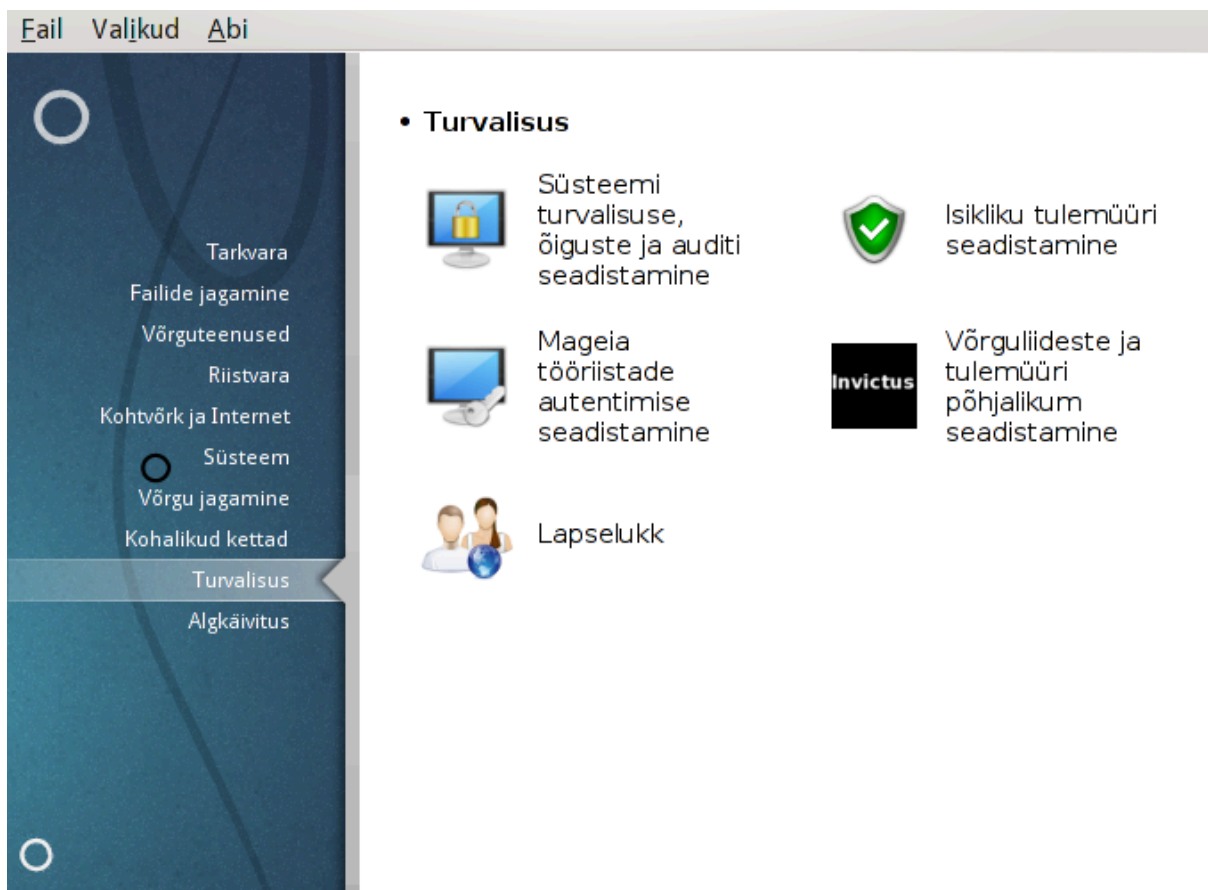 Fail Valikud Abi
Tarkvara
Failide jagamine
Võrguteenused
Riistvara
Kohtvõrk ja Internet
Süsteem
Võrgu jagamine
Kohalikud kettad
Turvalisus
Algkäivitus
• Turvalisus
Süsteemi
turvalisuse,
õiguste ja auditi
seadistamine
Isikliku tulemüüri
seadistamine
Mageia
tööriistade
autentimise
seadistamine
Invictus
Võrguliideste ja
tulemüüri
põhjalikum
seadistamine
Lapselukk